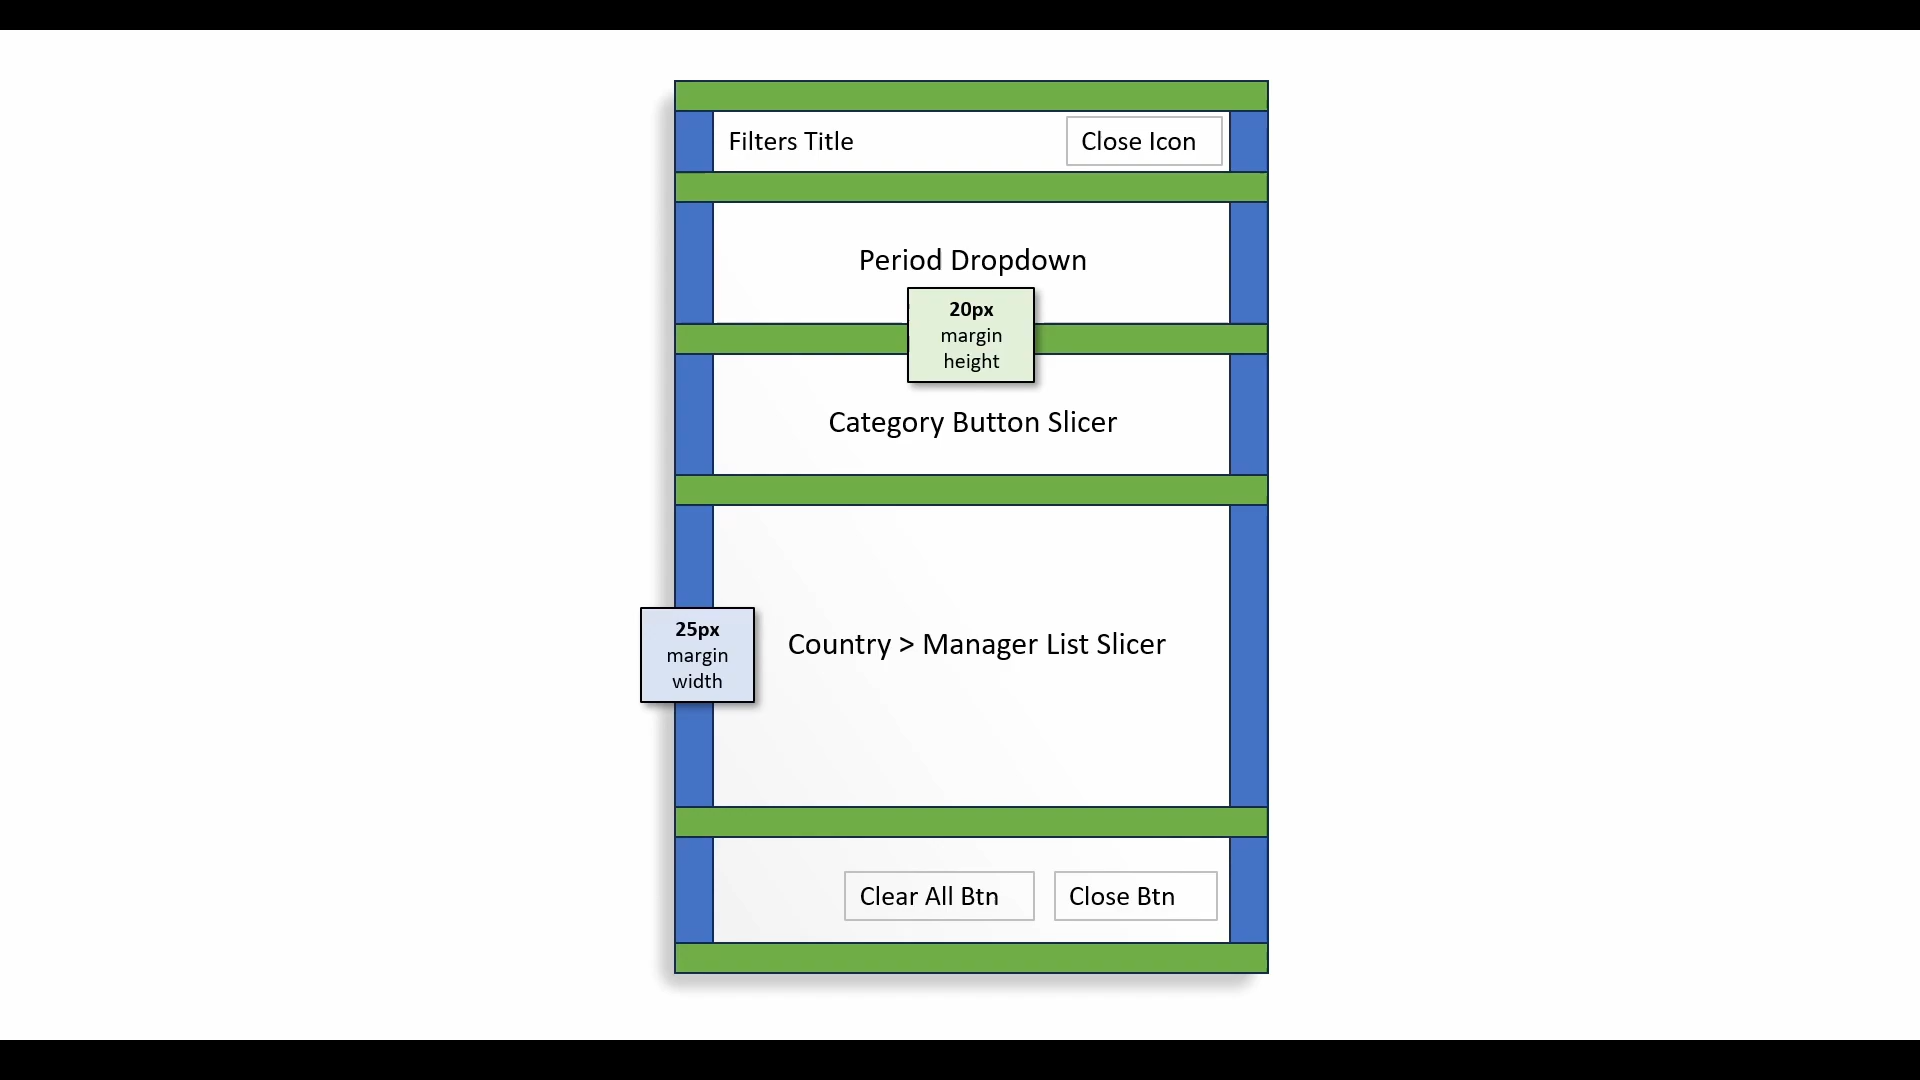 Filters Title
Close Icon
Period Dropdown
20px
margin
height
Category Button Slicer
25px
margin
width
Country > Manager List Slicer
Clear All Btn
Close Btn